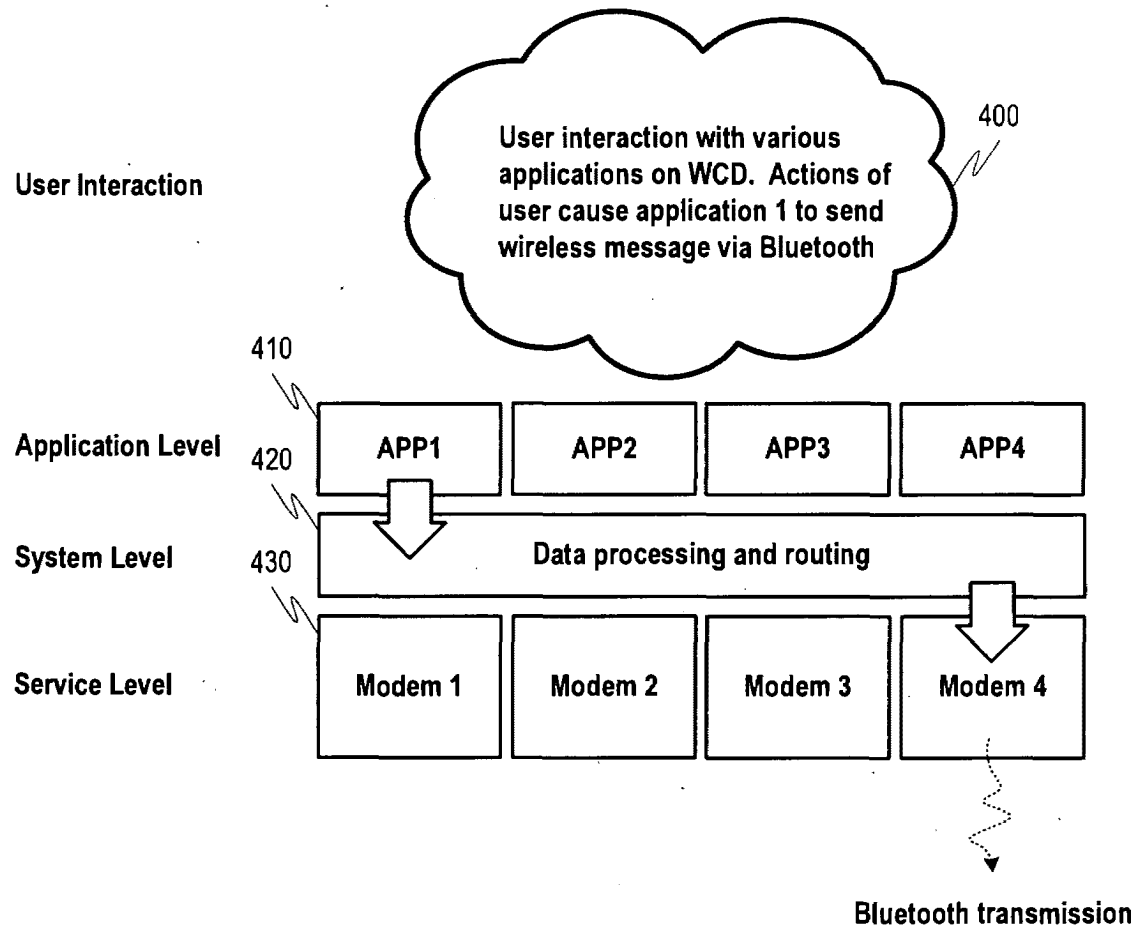 User interaction with various
applications on WCD. Actions of
user cause application 1 to send
wireless message via Bluetooth
400
User Interaction
410
Application Level
APP1
APP2
APP3
APP4
420
System Level
Data processing and routing
430
Service Level
Modem 1
Modem 2
Modem 3
Modem 4
Bluetooth transmission